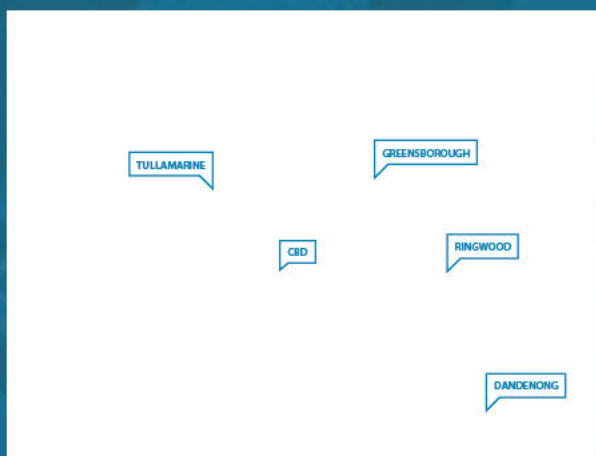 GREENSBOROUGH
TULLAMARINE
RINGWOOD
CBD
DANDENONG